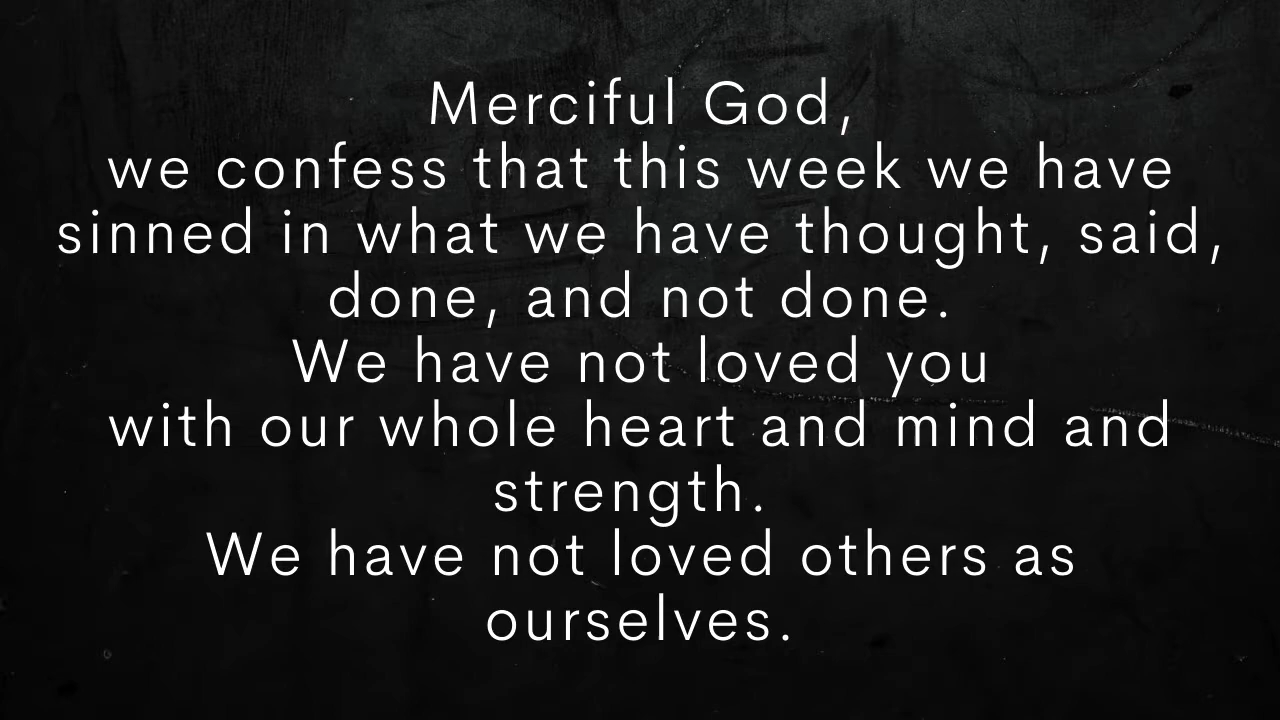 Merciful God,
we confess that this week we have
sinned in what we have thought, said,
done, and not done.
We have not loved you
with our whole heart and mind and
strength.
We have not loved others as
ourselves.